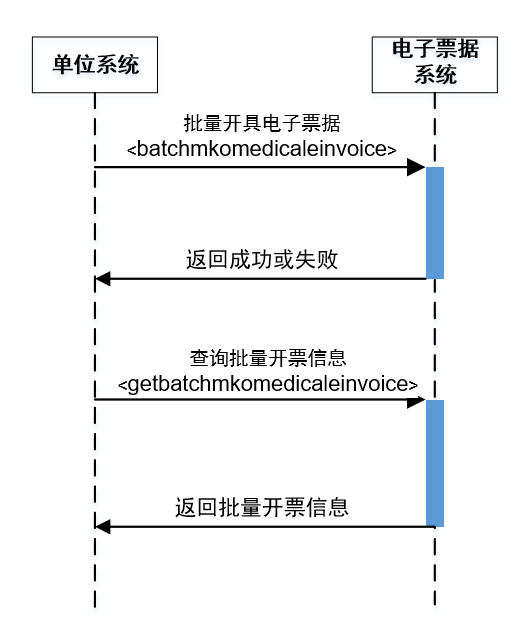 单位系统
电子票据
系统
批量开具电子票据
<batchmkomedicaleinvoice>
返回成功或失败
查询批量开票信息
<getbatchmkomedicaleinvoice>
返回批量开票信息